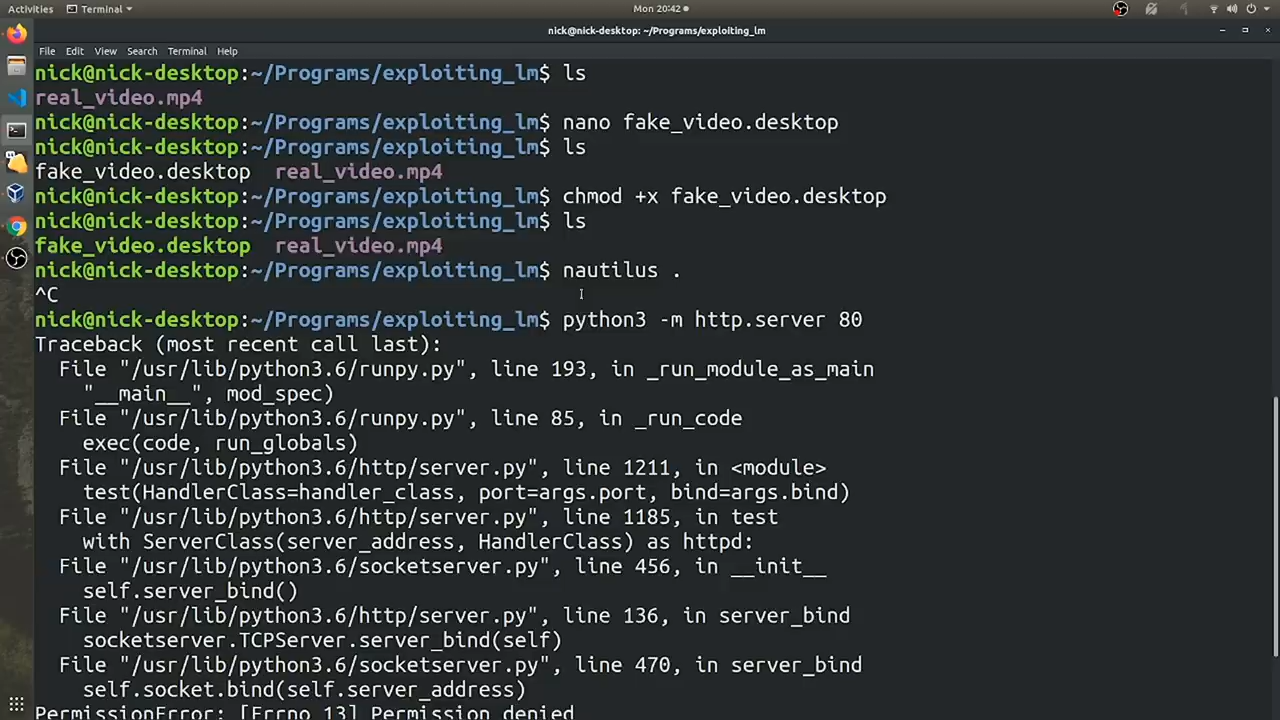 Activities
Terminal
Mon 20:42
nick@nick-desktop: ~/Programs/exploiting_lm
File Edit View Search Terminal Help
nick@nick-desktop:~/Programs/exploiting_lm$ ls
real_video.mp4
nick@nick-desktop:~/Programs/exploiting_lm$ nano fake_video.desktop
nick@nick-desktop:~/Programs/exploiting_lm$ ls
fake_video.desktop  real_video.mp4
nick@nick-desktop:~/Programs/exploiting_lm$ chmod +x fake_video.desktop
nick@nick-desktop:~/Programs/exploiting_lm$ ls
fake_video.desktop  real_video.mp4
nick@nick-desktop:~/Programs/exploiting_lm$ nautilus .
^C
nick@nick-desktop:~/Programs/exploiting_lm$ python3 -m http.server 80
Traceback (most recent call last):
  File "/usr/lib/python3.6/runpy.py", line 193, in _run_module_as_main
    "__main__", mod_spec)
  File "/usr/lib/python3.6/runpy.py", line 85, in _run_code
    exec(code, run_globals)
  File "/usr/lib/python3.6/http/server.py", line 1211, in <module>
    test(HandlerClass=handler_class, port=args.port, bind=args.bind)
  File "/usr/lib/python3.6/http/server.py", line 1185, in test
    with ServerClass(server_address, HandlerClass) as httpd:
  File "/usr/lib/python3.6/socketserver.py", line 456, in __init__
    self.server_bind()
  File "/usr/lib/python3.6/http/server.py", line 136, in server_bind
    socketserver.TCPServer.server_bind(self)
  File "/usr/lib/python3.6/socketserver.py", line 470, in server_bind
    self.socket.bind(self.server_address)
PermissionError: [Errno 13] Permission denied